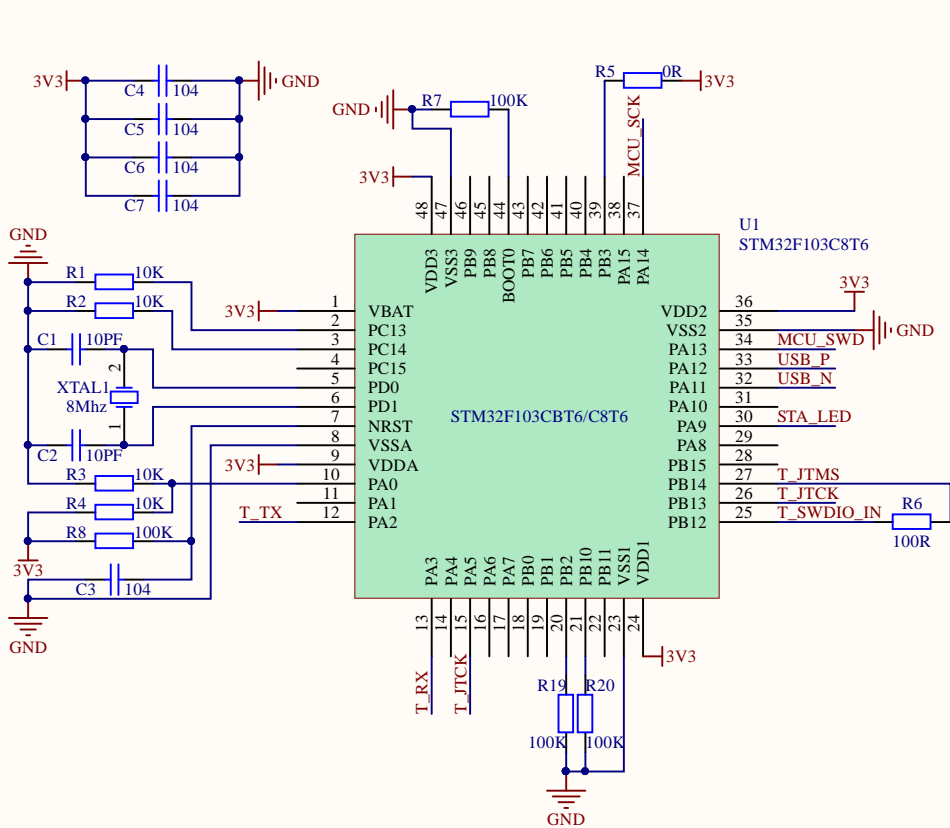 3V3
C4
104
GND
C5
104
C6
104
C7
104
GND
R7
100K
3V3
R5
0R
3V3
MCU_SCK
48
47
46
45
44
43
42
41
40
39
38
37
VDD3
VSS3
PB9
PB8
BOOT0
PB7
PB6
PB5
PB4
PB3
PA15
PA14
U1
STM32F103C8T6
GND
R1
10K
R2
10K
C1
10PF
XTAL1
8Mhz
2
1
C2
10PF
R3
10K
R4
10K
R8
100K
3V3
C3
104
GND
3V3
3V3
T_TX
1
VBAT
2
PC13
3
PC14
4
PC15
5
PD0
6
PD1
7
NRST
8
VSSA
9
VDDA
10
PA0
11
PA1
12
PA2
STM32F103CBT6/C8T6
VDD2
36
3V3
VSS2
35
GND
PA13
34
MCU_SWD
PA12
33
USB_P
PA11
32
USB_N
PA10
31
PA9
30
STA_LED
PA8
29
PB15
28
PB14
27
T_JTMS
PB13
26
T_JTCK
PB12
25
T_SWDIO_IN
R6
100R
PA3
PA4
PA5
PA6
PA7
PB0
PB1
PB2
PB10
PB11
VSS1
VDD1
13
14
15
16
17
18
19
20
21
22
23
24
3V3
T_RX
T_JTCK
R19
R20
100K
100K
GND